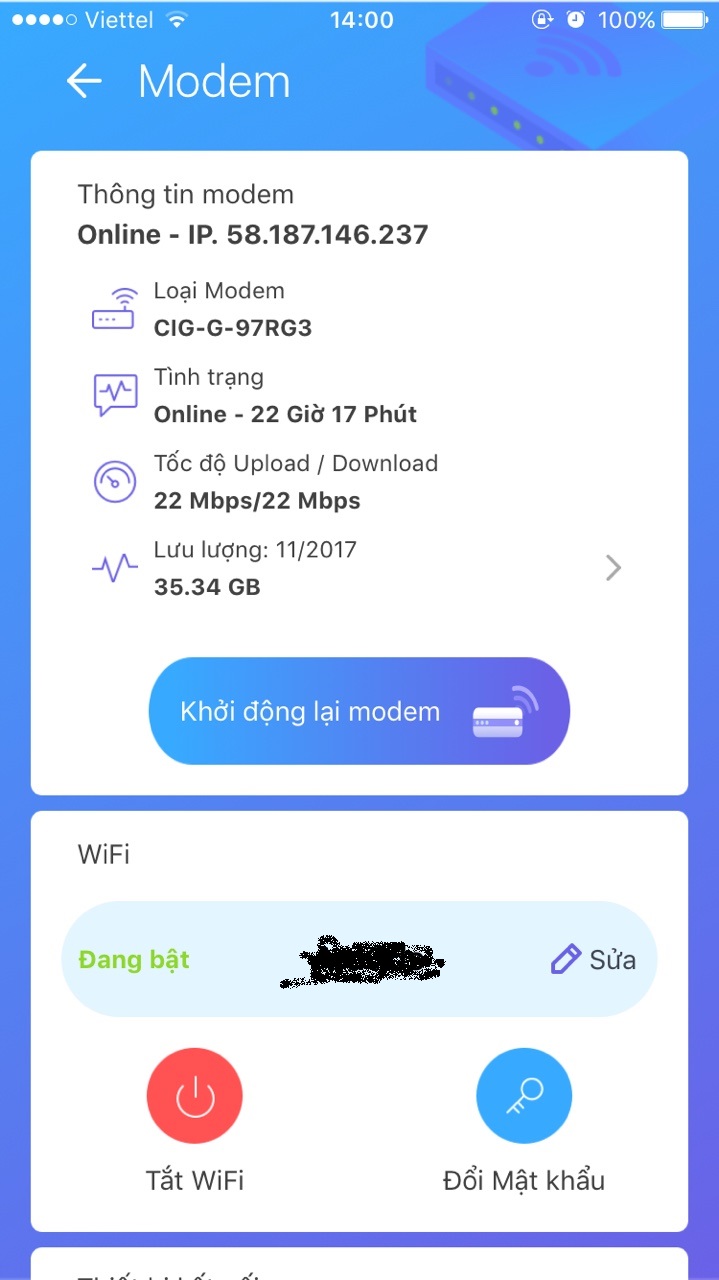 Viettel 14:00 100%
Modem
Thông tin modem
Online - IP. 58.187.146.237
Loại Modem
CIG-G-97RG3
Tình trạng
Online - 22 Giờ 17 Phút
Tốc độ Upload / Download
22 Mbps/22 Mbps
Lưu lượng: 11/2017
35.34 GB
Khởi động lại modem
WiFi
Đang bật Sửa
Tắt WiFi Đổi Mật khẩu